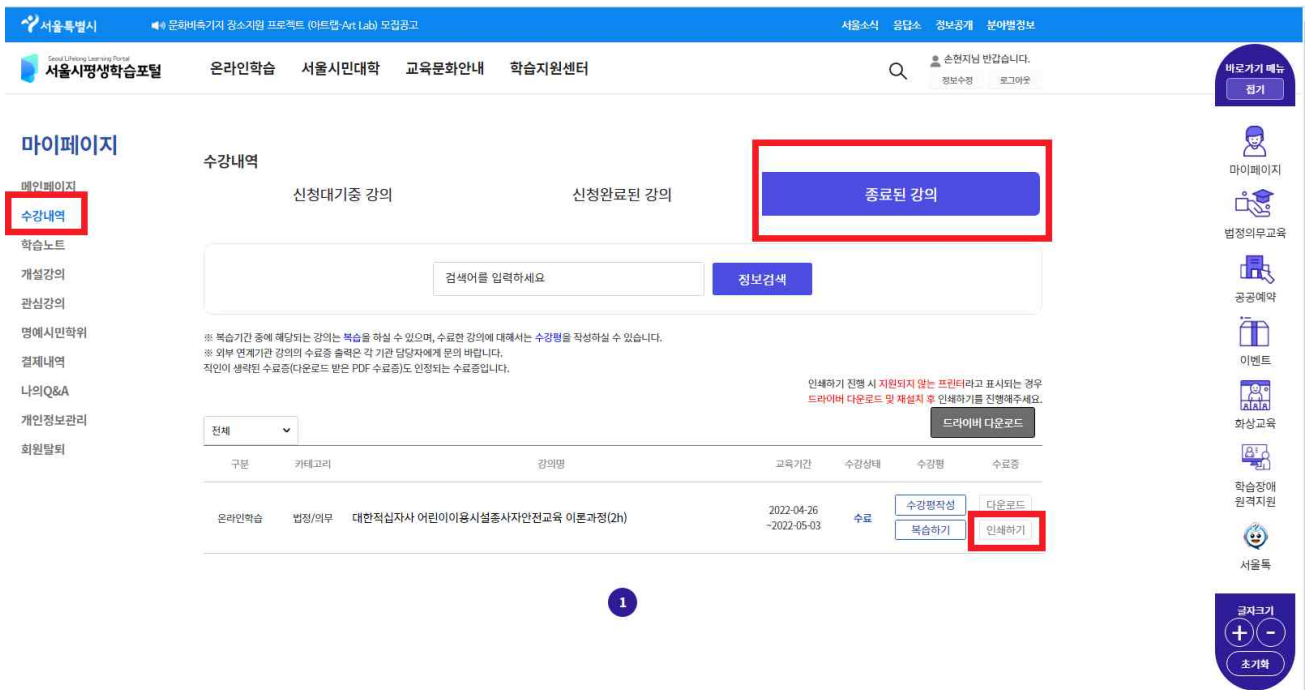 서울특별시
문화비축기지 장소지원 프로젝트 (아트랩-Art Lab) 모집공고
서울소식 응답소 정보공개 분야별정보
Seoul Lifelong Learning Portal
서울시평생학습포털
온라인학습 서울시민대학 교육문화안내 학습지원센터
손현지님 반갑습니다.
정보수정 로그아웃
바로가기 메뉴
접기
마이페이지
메인페이지
수강내역
학습노트
개설강의
관심강의
명예시민학위
결제내역
나의Q&A
개인정보관리
회원탈퇴
수강내역
신청대기중 강의 신청완료된 강의 종료된 강의
검색어를 입력하세요 정보검색
※ 복습기간 중에 해당되는 강의는 복습을 하실 수 있으며, 수료한 강의에 대해서는 수강평을 작성하실 수 있습니다.
※ 외부 연계기관 강의의 수료증 출력은 각 기관 담당자에게 문의 바랍니다.
직인이 생략된 수료증(다운로드 받은 PDF 수료증)도 인정되는 수료증입니다.
인쇄하기 진행 시 지원되지 않는 프린터라고 표시되는 경우
드라이버 다운로드 및 재설치 후 인쇄하기를 진행해주세요.
드라이버 다운로드
전체
구분 카테고리 강의명 교육기간 수강상태 수강평 수료증
온라인학습 법정/의무 대한적십자사 어린이이용시설종사자안전교육 이론과정(2h) 2022-04-26
~2022-05-03 수료 수강평작성 다운로드
복습하기 인쇄하기
1
마이페이지
법정의무교육
공공예약
이벤트
화상교육
학습장애
원격지원
서울톡
글자크기
+ -
초기화